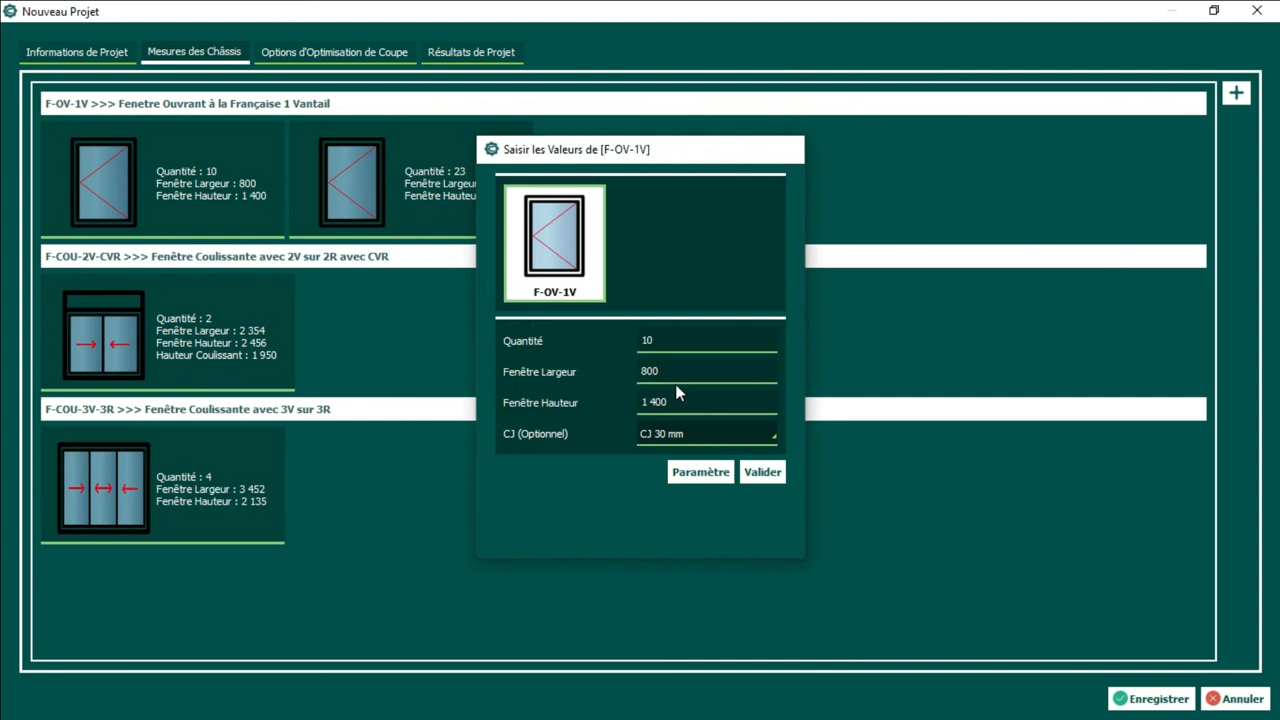 Nouveau Projet
Informations de Projet
Mesures des Châssis
Options d'Optimisation de Coupe
Résultats de Projet
F-OV-1V >>> Fenetre Ouvrant à la Française 1 Vantail
Quantité : 10
Fenêtre Largeur : 800
Fenêtre Hauteur : 1 400
Quantité : 23
Fenêtre Largeur
Fenêtre Hauteu
F-COU-2V-CVR >>> Fenêtre Coulissante avec 2V sur 2R avec CVR
Quantité : 2
Fenêtre Largeur : 2 354
Fenêtre Hauteur : 2 456
Hauteur Coulissant : 1 950
F-COU-3V-3R >>> Fenêtre Coulissante avec 3V sur 3R
Quantité : 4
Fenêtre Largeur : 3 452
Fenêtre Hauteur : 2 135
Saisir les Valeurs de [F-OV-1V]
F-OV-1V
Quantité 10
Fenêtre Largeur 800
Fenêtre Hauteur 1 400
CJ (Optionnel) CJ 30 mm
Paramètre Valider
Enregistrer Annuler